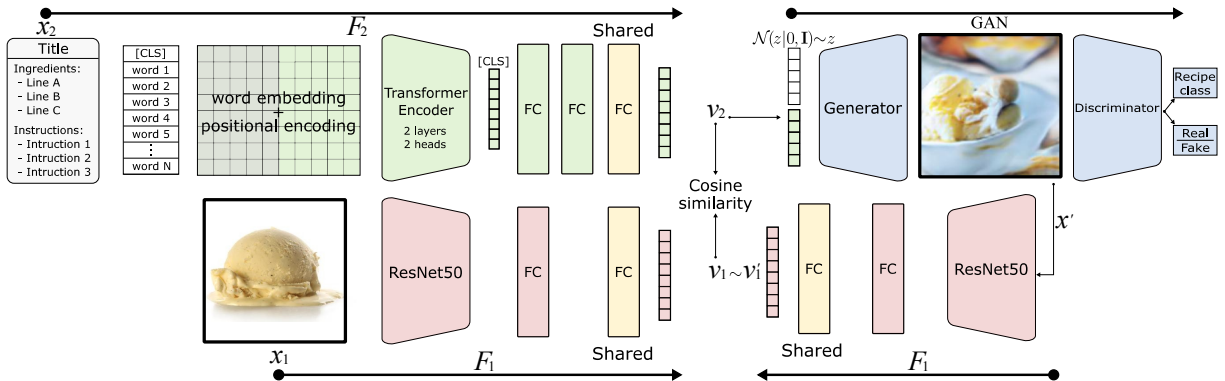 x₂
F₂
Title
Ingredients:
- Line A
- Line B
- Line C
Instructions:
- Intruction 1
- Intruction 2
- Intruction 3
[CLS]
word 1
word 2
word 3
word 4
word 5
⋮
word N
word embedding
+
positional encoding
Transformer
Encoder
2 layers
2 heads
[CLS]
FC
FC
Shared
FC
v₂
Cosine
similarity
v₁ ~ v₁′
GAN
𝒩(z|0, I)~z
Generator
Discriminator
Recipe
class
Real
Fake
x₁
ResNet50
FC
FC
Shared
F₁
FC
Shared
FC
ResNet50
x′
F₁